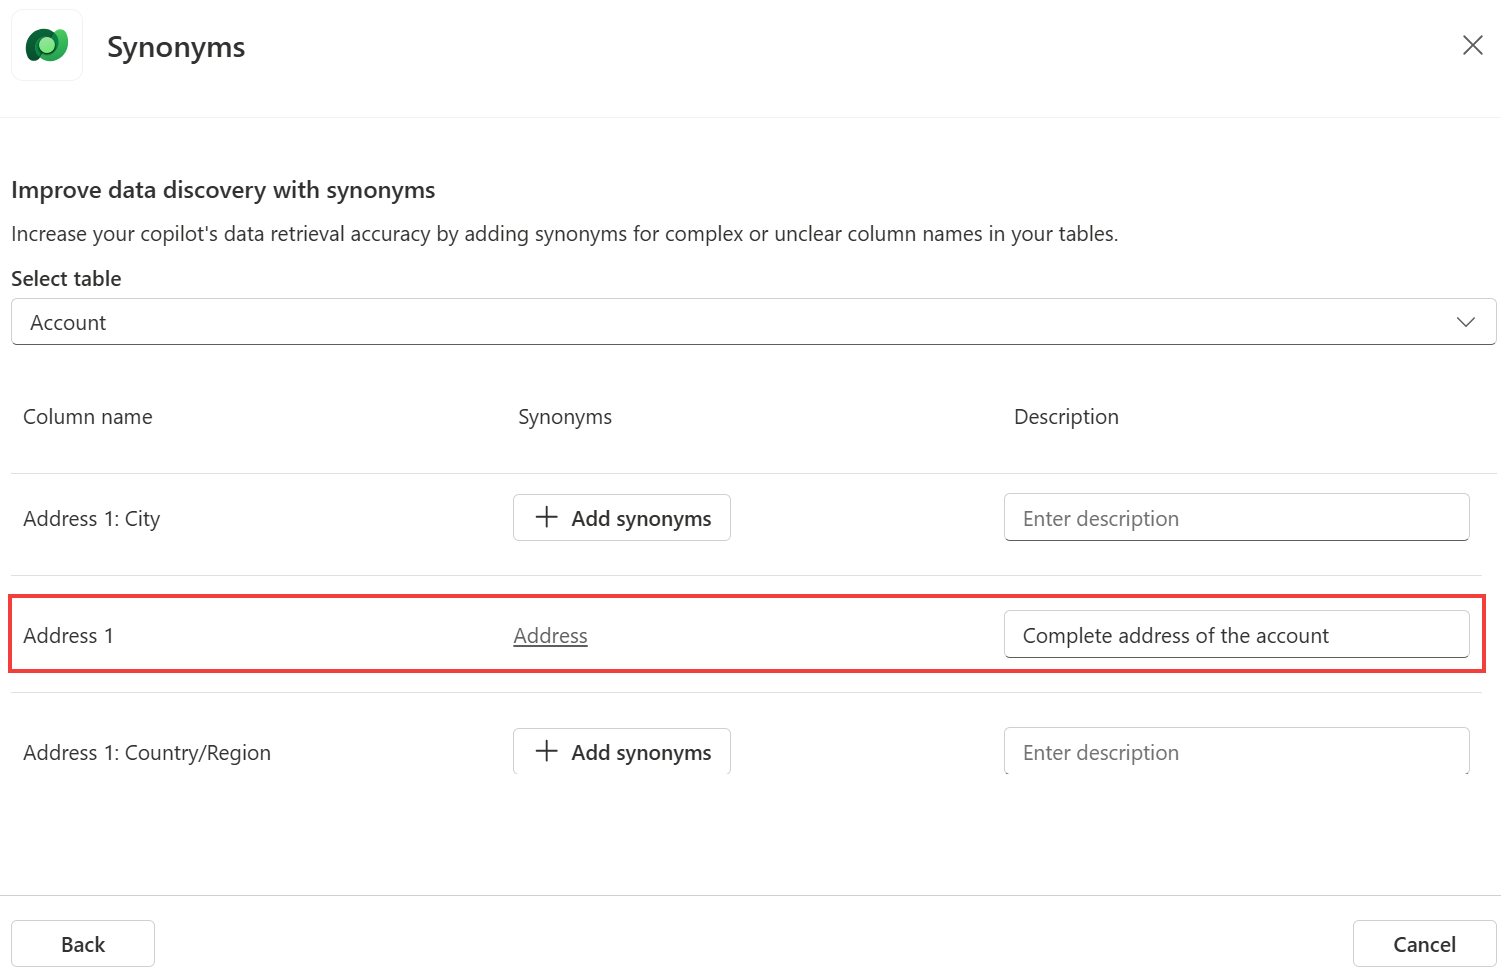 Synonyms
Improve data discovery with synonyms
Increase your copilot's data retrieval accuracy by adding synonyms for complex or unclear column names in your tables.
Select table
Account
Column name Synonyms Description
Address 1: City Add synonyms Enter description
Address 1 Address Complete address of the account
Address 1: Country/Region Add synonyms Enter description
Back Cancel